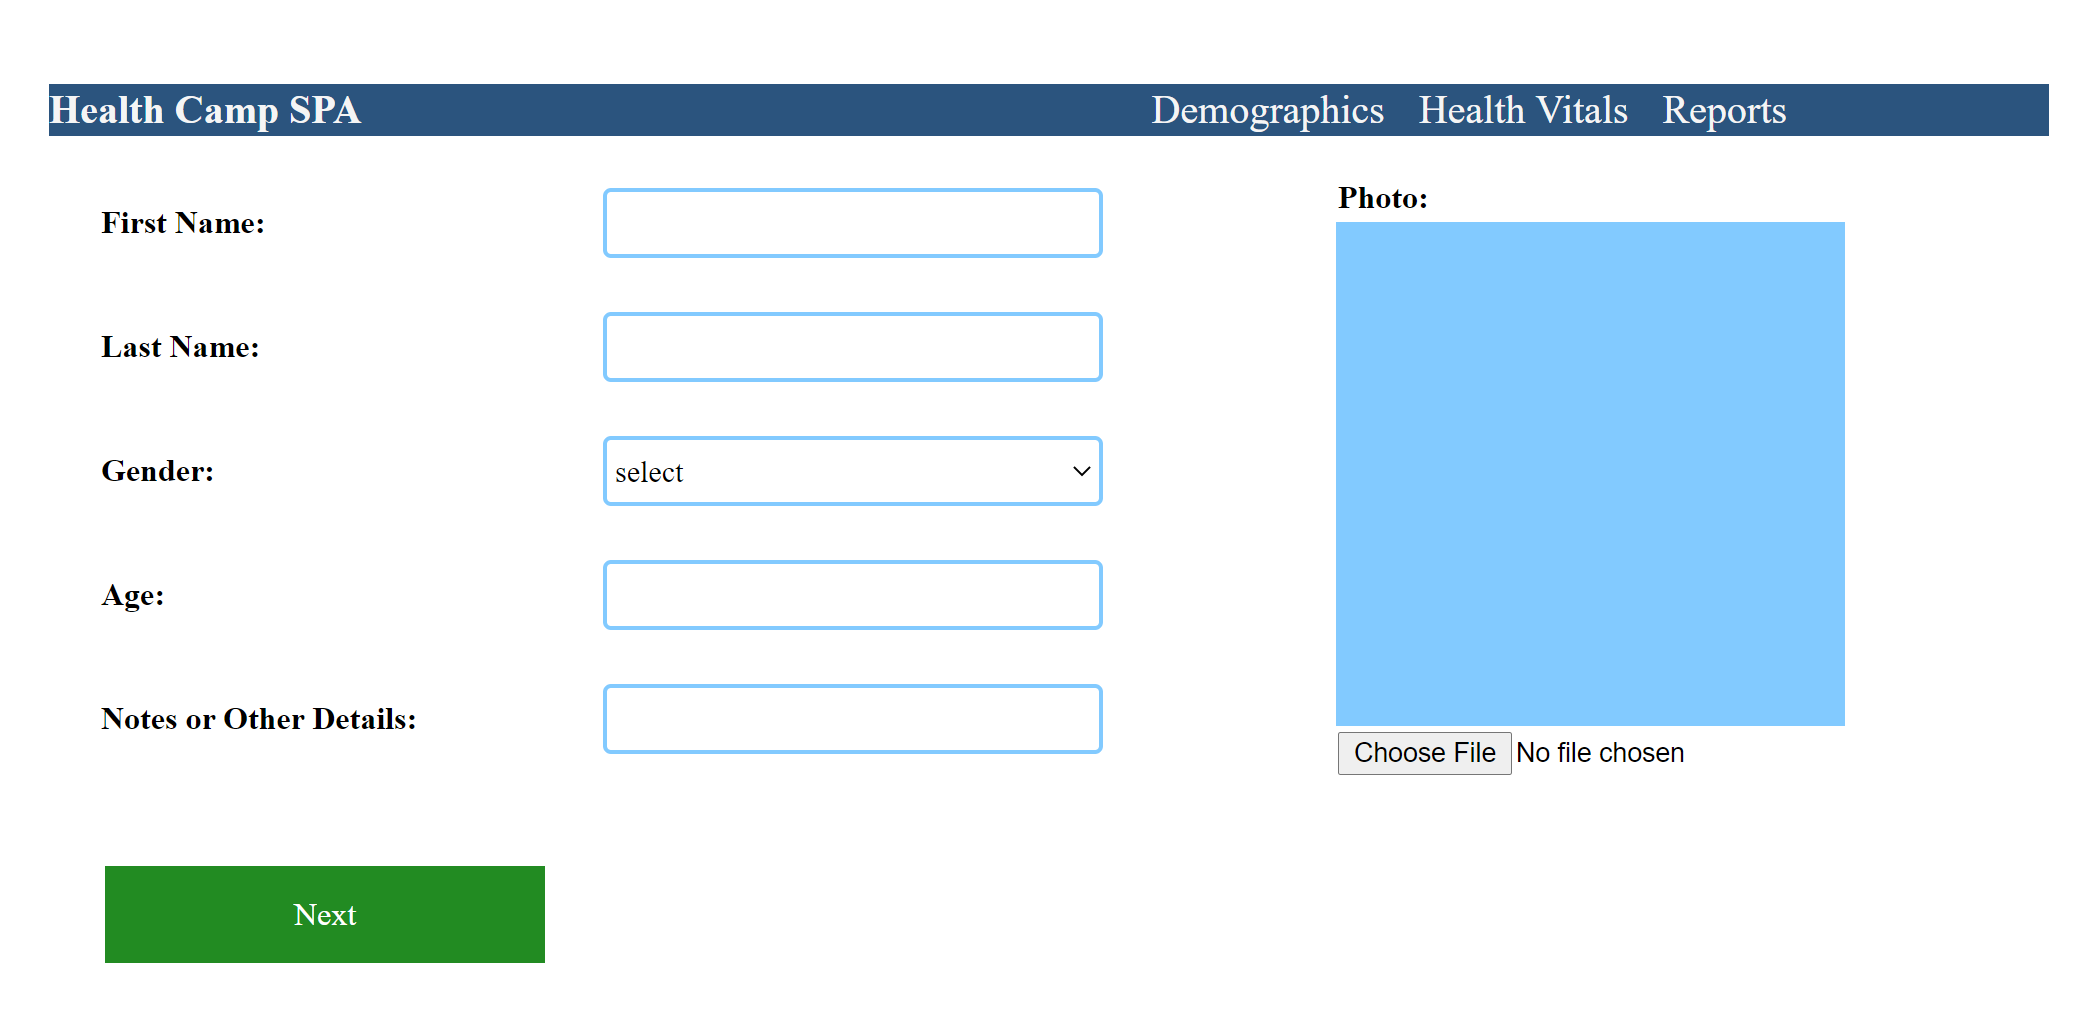 Health Camp SPA
Demographics Health Vitals Reports
First Name:
Last Name:
Gender:
select
Age:
Notes or Other Details:
Photo:
Choose File No file chosen
Next